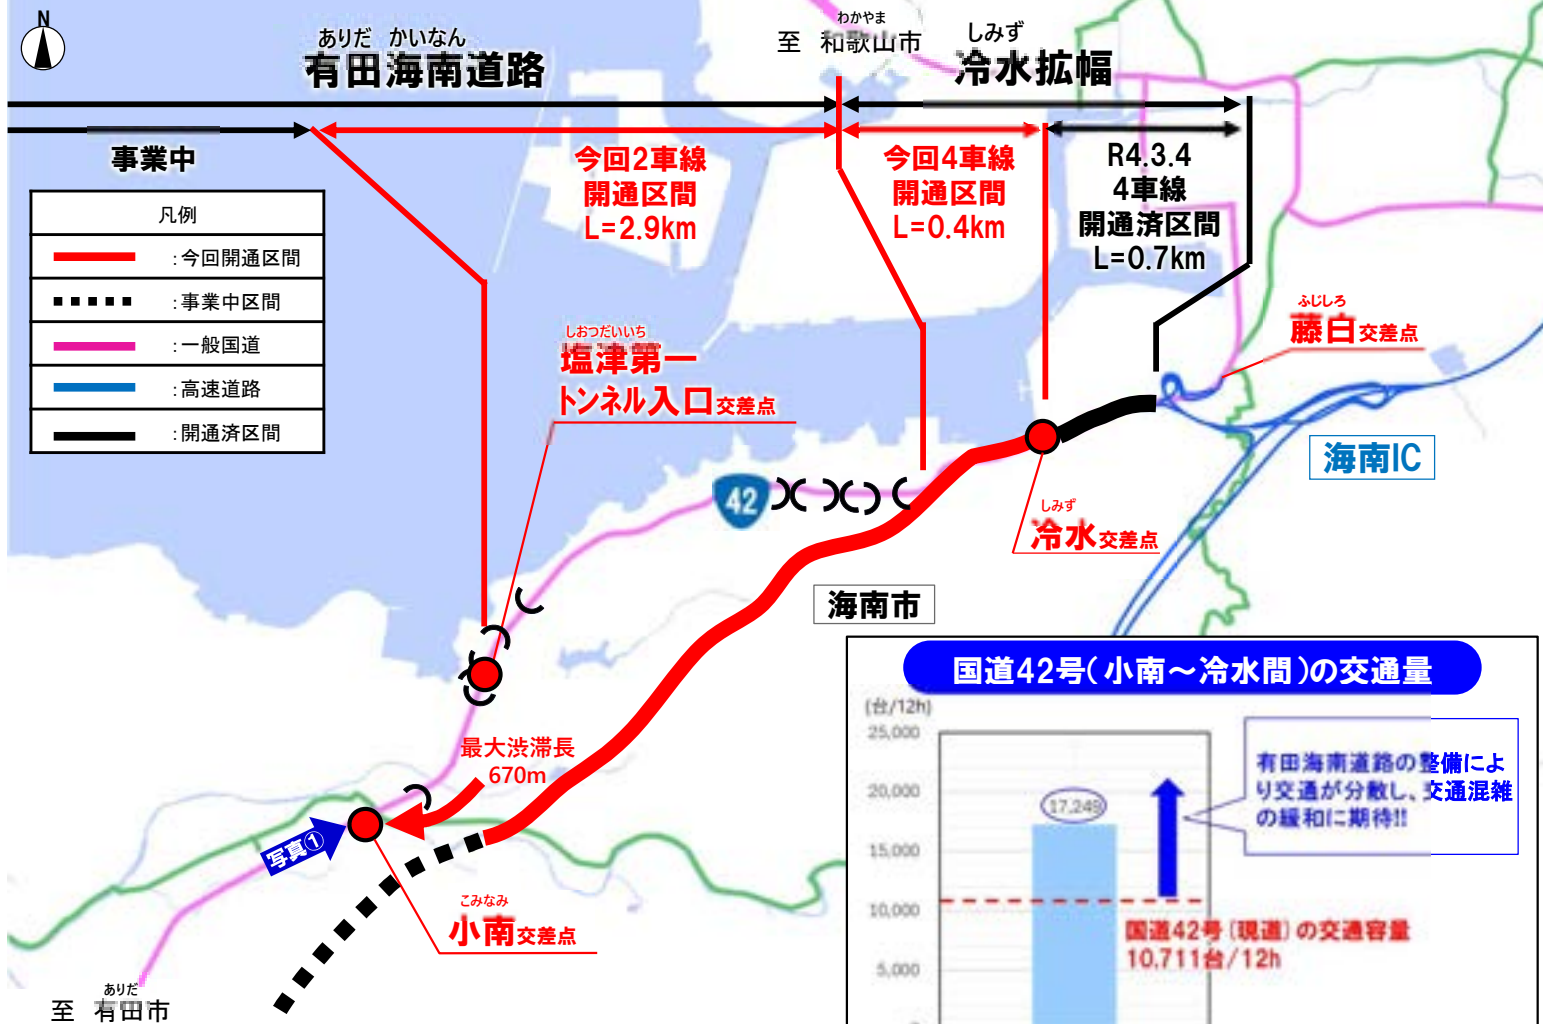 N
ありだ かいなん
有田海南道路
わかやま
至 和歌山市
しみず
冷水拡幅
事業中
今回2車線
開通区間
L=2.9km
今回4車線
開通区間
L=0.4km
R4.3.4
4車線
開通済区間
L=0.7km
凡例
:今回開通区間
:事業中区間
:一般国道
:高速道路
:開通済区間
しおつだいいち
塩津第一
トンネル入口交差点
ふじしろ
藤白交差点
海南IC
42
しみず
冷水交差点
海南市
最大渋滞長
670m
写真①
こみなみ
小南交差点
ありだ
至 有田市
国道42号(小南～冷水間)の交通量
(台/12h)
25,000
20,000
15,000
10,000
5,000
17,249
有田海南道路の整備によ
り交通が分散し、交通混雑
の緩和に期待!!
国道42号(現道)の交通容量
10,711台/12h